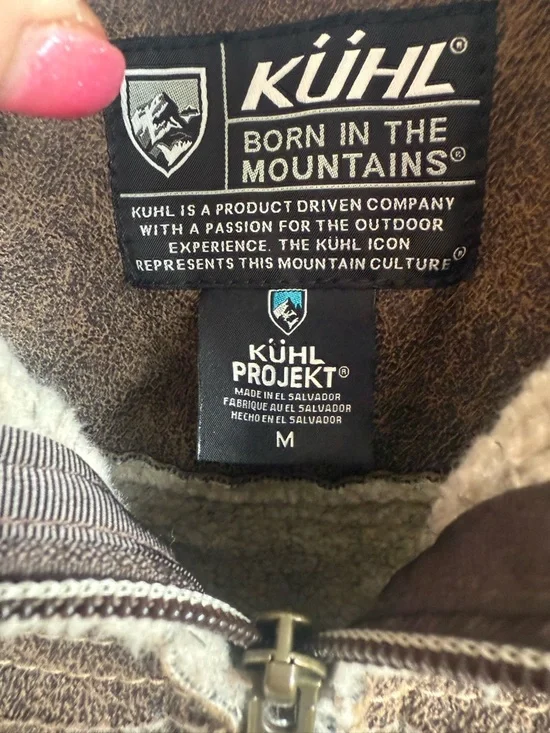 KÜHL®
BORN IN THE
MOUNTAINS®
KUHL IS A PRODUCT DRIVEN COMPANY
WITH A PASSION FOR THE OUTDOOR
EXPERIENCE. THE KÜHL ICON
REPRESENTS THIS MOUNTAIN CULTURE®
KÜHL
PROJEKT®
MADE IN EL SALVADOR
FABRIQUE AU EL SALVADOR
HECHO EN EL SALVADOR
M